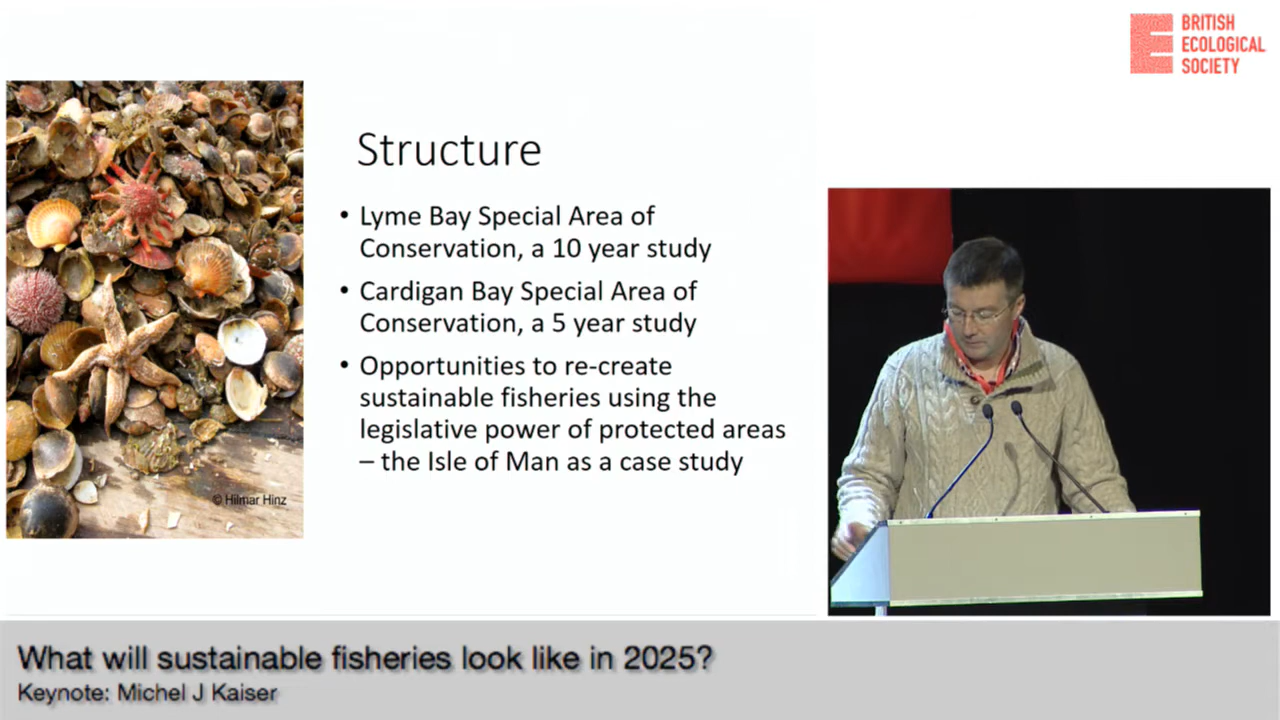 BRITISH
ECOLOGICAL
SOCIETY
Structure
• Lyme Bay Special Area of
Conservation, a 10 year study
• Cardigan Bay Special Area of
Conservation, a 5 year study
• Opportunities to re-create
sustainable fisheries using the
legislative power of protected areas
– the Isle of Man as a case study
© Hilmar Hinz
What will sustainable fisheries look like in 2025?
Keynote: Michel J Kaiser